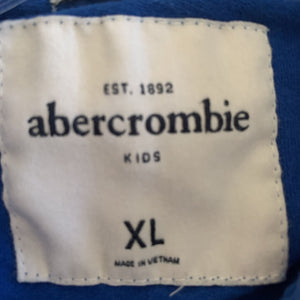 EST. 1892
abercrombie
KIDS
XL
MADE IN VIETNAM